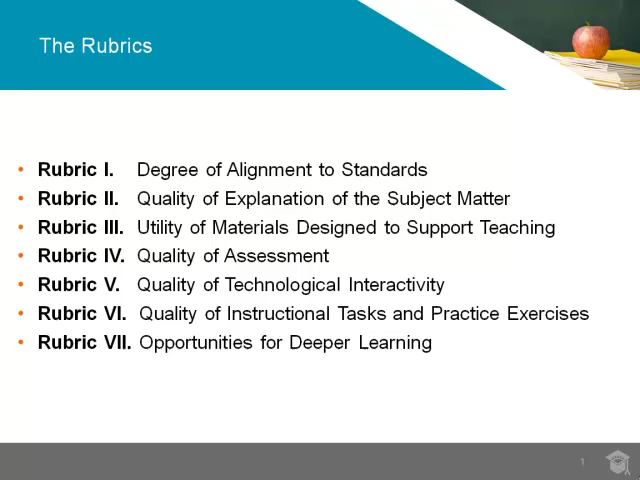 The Rubrics
• Rubric I. Degree of Alignment to Standards
• Rubric II. Quality of Explanation of the Subject Matter
• Rubric III. Utility of Materials Designed to Support Teaching
• Rubric IV. Quality of Assessment
• Rubric V. Quality of Technological Interactivity
• Rubric VI. Quality of Instructional Tasks and Practice Exercises
• Rubric VII. Opportunities for Deeper Learning
1